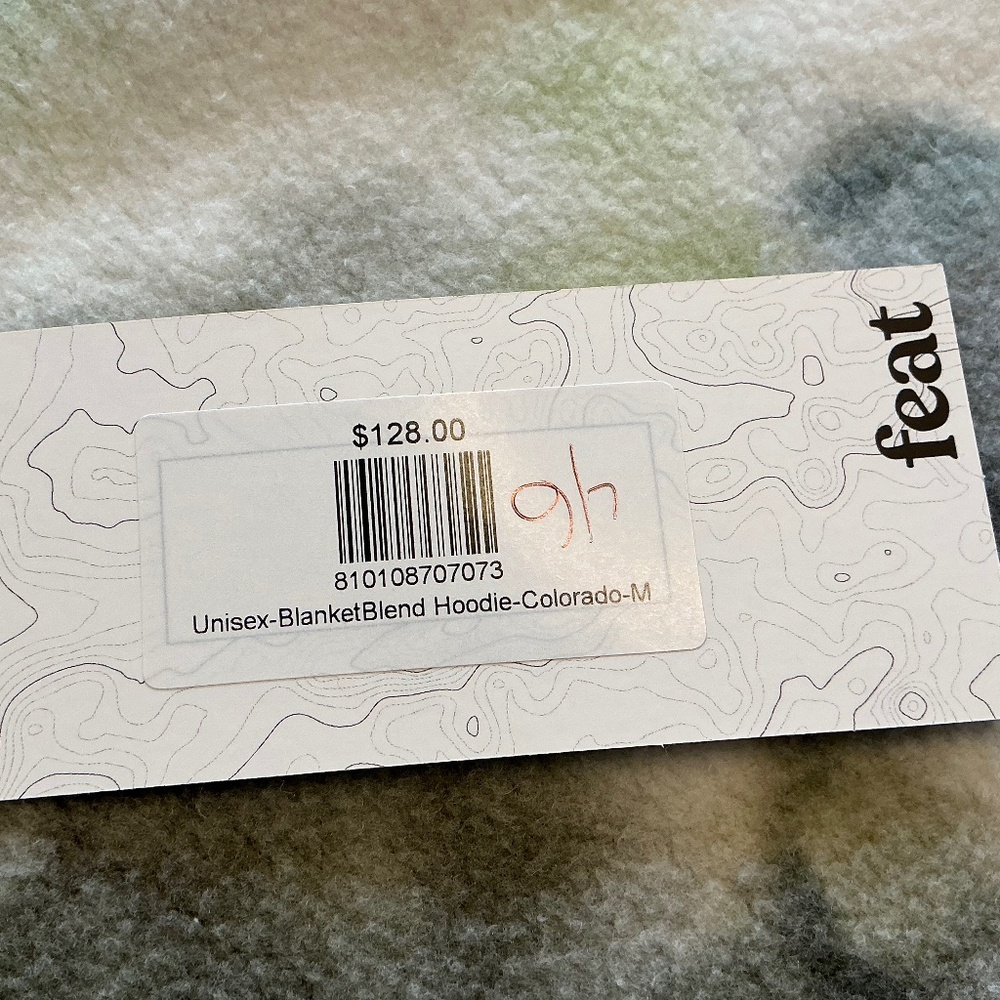 $128.00
810108707073
Unisex-BlanketBlend Hoodie-Colorado-M
feat